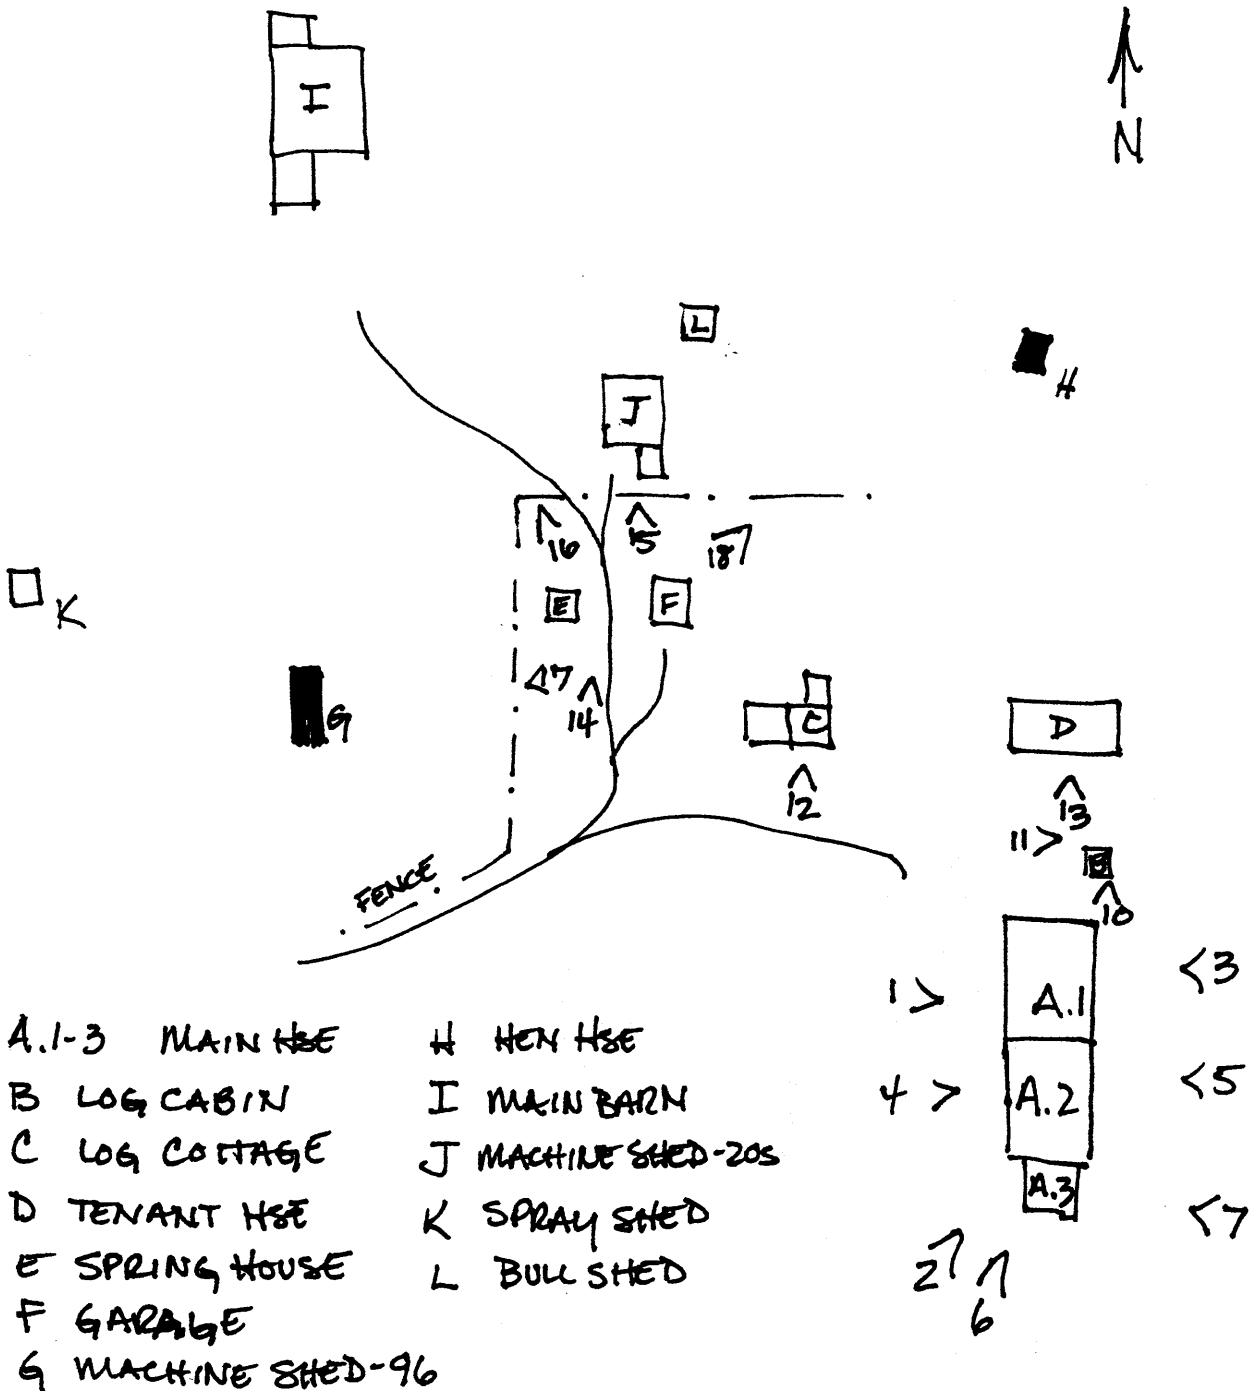 I
N
L
H
J
16
15
18
K
E
F
17
14
G
C
D
12
13
11
B
10
FENCE
3
1
A.1
4
A.2
5
A.3
7
2
6
A.1-3 MAIN HSE
B LOG CABIN
C LOG COTTAGE
D TENANT HSE
E SPRING HOUSE
F GARAGE
G MACHINE SHED-96
H HEN HSE
I MAIN BARN
J MACHINE SHED-20S
K SPRAY SHED
L BULL SHED